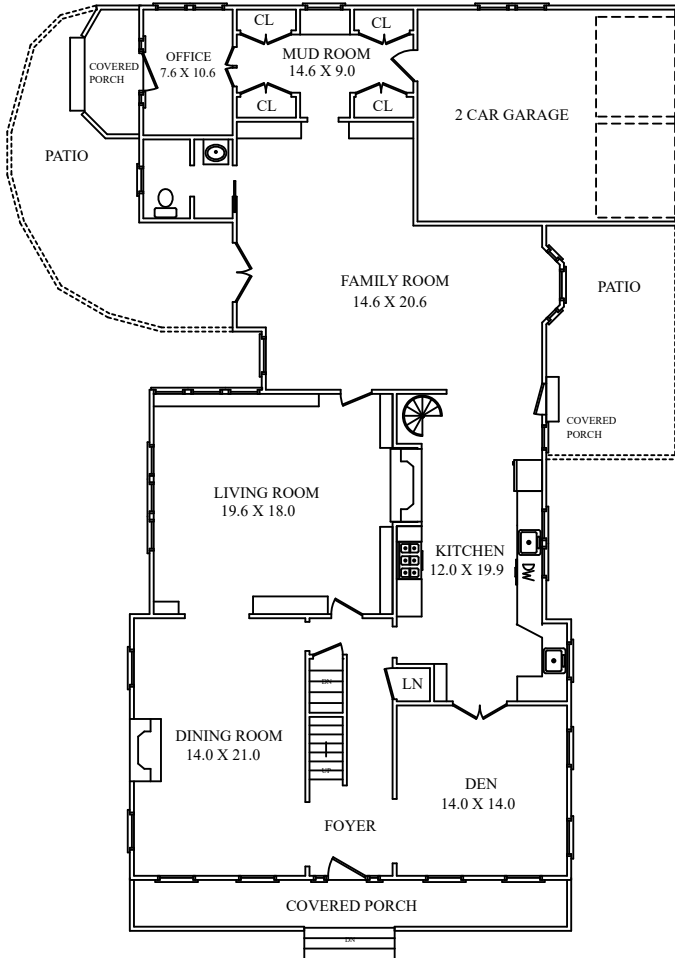 CL
CL
OFFICE
7.6 X 10.6
MUD ROOM
14.6 X 9.0
COVERED
PORCH
CL
CL
2 CAR GARAGE
PATIO
FAMILY ROOM
14.6 X 20.6
PATIO
COVERED
PORCH
LIVING ROOM
19.6 X 18.0
KITCHEN
12.0 X 19.9
DW
DN
LN
DINING ROOM
14.0 X 21.0
UP
DEN
14.0 X 14.0
FOYER
COVERED PORCH
DN